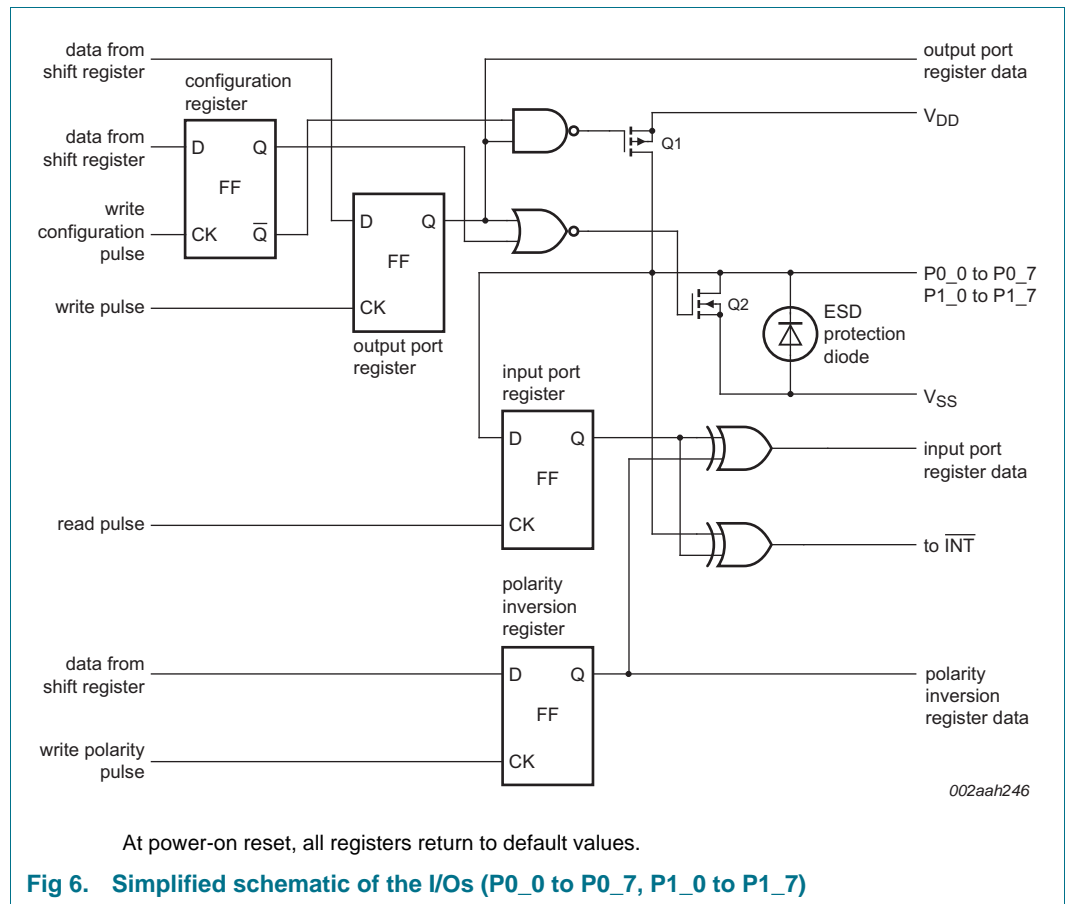 data from
shift register
output port
register data
configuration
register
V_DD
Q1
data from
shift register
D
Q
FF
write
configuration
pulse
CK
Q̅
D
Q
FF
CK
P0_0 to P0_7
P1_0 to P1_7
Q2
ESD
protection
diode
write pulse
output port
register
input port
register
V_SS
D
Q
FF
CK
input port
register data
read pulse
to I̅N̅T̅
polarity
inversion
register
data from
shift register
D
Q
FF
CK
polarity
inversion
register data
write polarity
pulse
002aah246
At power-on reset, all registers return to default values.
Fig 6. Simplified schematic of the I/Os (P0_0 to P0_7, P1_0 to P1_7)